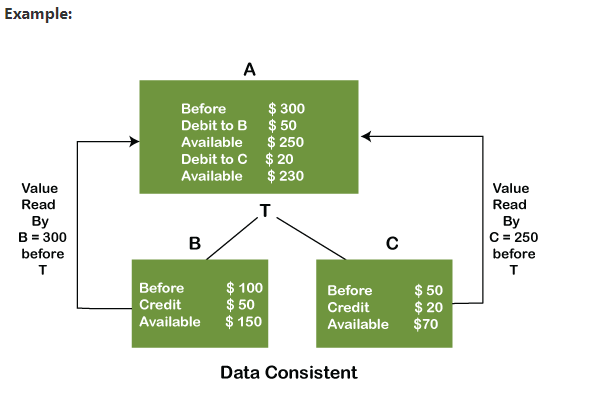 Example:
A
Before $ 300
Debit to B $ 50
Available $ 250
Debit to C $ 20
Available $ 230
Value
Read
By
B = 300
before
T
T
Value
Read
By
C = 250
before
T
B
Before $ 100
Credit $ 50
Available $ 150
C
Before $ 50
Credit $ 20
Available $70
Data Consistent